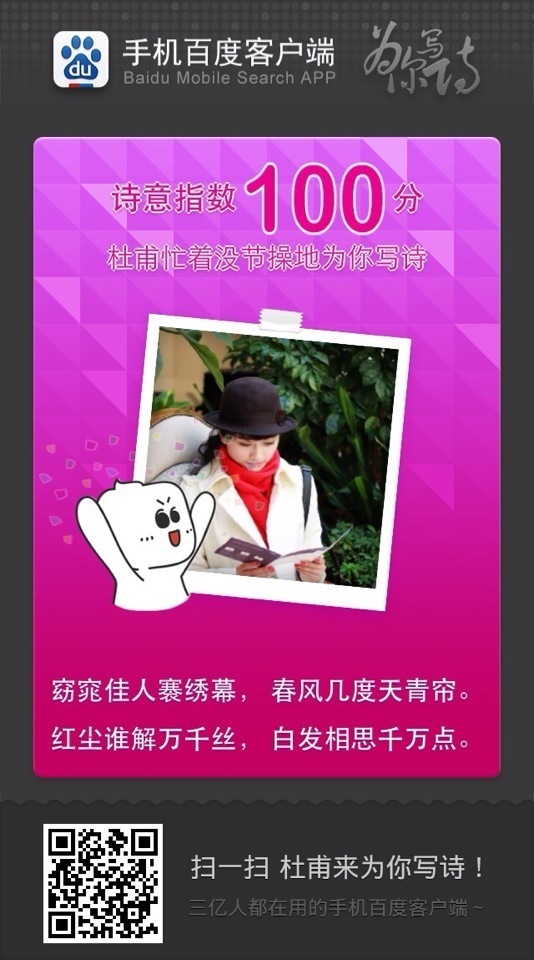 du
手机百度客户端
Baidu Mobile Search APP
为你写诗
诗意指数 100 分
杜甫忙着没节操地为你写诗
窈窕佳人褰绣幕， 春风几度天青帘。
红尘谁解万千丝， 白发相思千万点。
扫一扫 杜甫来为你写诗！
三亿人都在用的手机百度客户端~